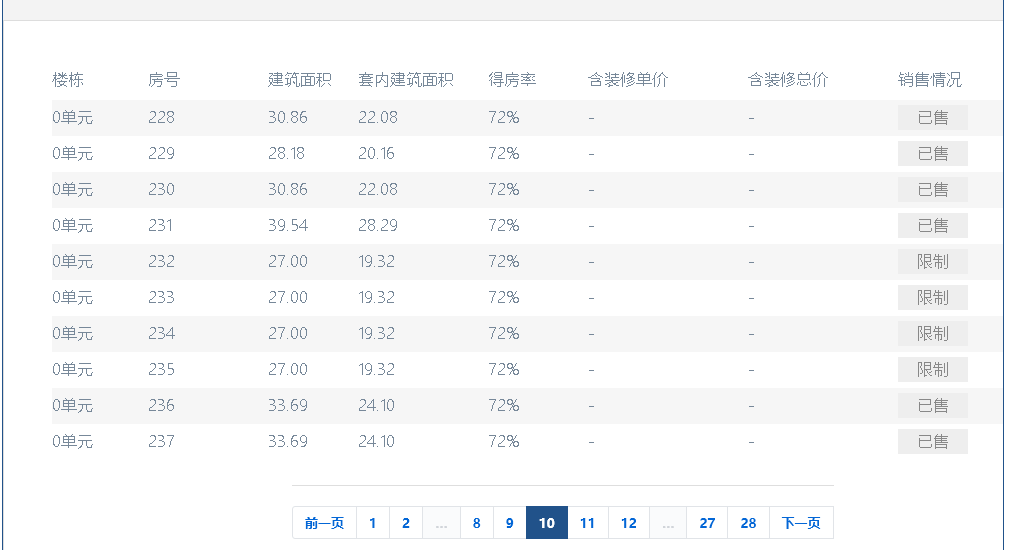 楼栋 房号 建筑面积 套内建筑面积 得房率 含装修单价 含装修总价 销售情况
0单元 228 30.86 22.08 72% - - 已售
0单元 229 28.18 20.16 72% - - 已售
0单元 230 30.86 22.08 72% - - 已售
0单元 231 39.54 28.29 72% - - 已售
0单元 232 27.00 19.32 72% - - 限制
0单元 233 27.00 19.32 72% - - 限制
0单元 234 27.00 19.32 72% - - 限制
0单元 235 27.00 19.32 72% - - 限制
0单元 236 33.69 24.10 72% - - 已售
0单元 237 33.69 24.10 72% - - 已售
前一页 1 2 ... 8 9 10 11 12 ... 27 28 下一页